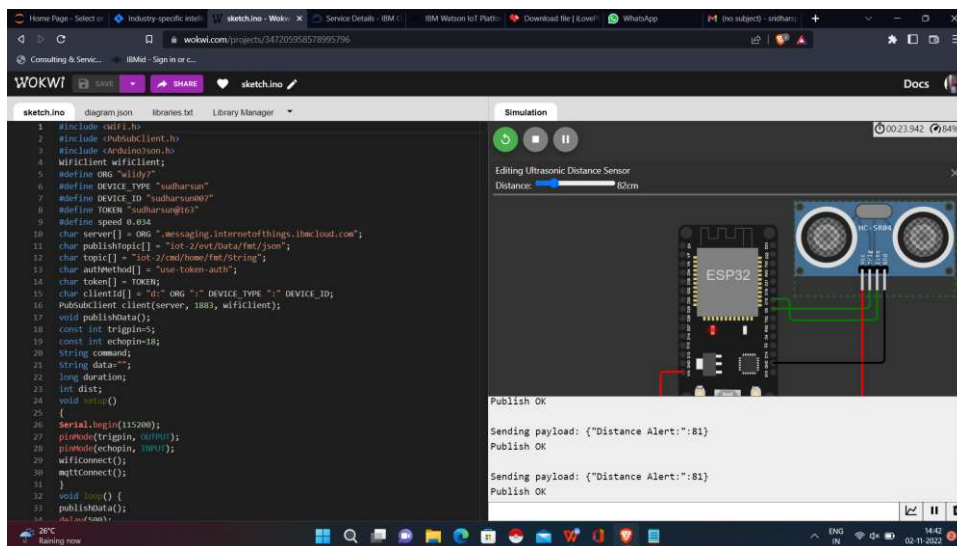 Home Page - Select or
Industry-specific intelli
sketch.ino - Wokwi
Service Details - IBM C
IBM Watson IoT Platfo
Download file | iLoveP
WhatsApp
(no subject) - sridhars
wokwi.com/projects/347205958578995796
Consulting & Servic...
IBMid - Sign in or c...
WOKWI
SAVE
SHARE
sketch.ino
Docs
sketch.ino
diagram.json
libraries.txt
Library Manager
1 #include <WiFi.h>
2 #include <PubSubClient.h>
3 #include <ArduinoJson.h>
4 WiFiClient wifiClient;
5 #define ORG "wlidy7"
6 #define DEVICE_TYPE "sudharsun"
7 #define DEVICE_ID "sudharsun007"
8 #define TOKEN "sudharsun@163"
9 #define speed 0.034
10 char server[] = ORG ".messaging.internetofthings.ibmcloud.com";
11 char publishTopic[] = "iot-2/evt/Data/fmt/json";
12 char topic[] = "iot-2/cmd/home/fmt/String";
13 char authMethod[] = "use-token-auth";
14 char token[] = TOKEN;
15 char clientId[] = "d:" ORG ":" DEVICE_TYPE ":" DEVICE_ID;
16 PubSubClient client(server, 1883, wifiClient);
17 void publishData();
18 const int trigpin=5;
19 const int echopin=18;
20 String command;
21 String data="";
22 long duration;
23 int dist;
24 void setup()
25 {
26 Serial.begin(115200);
27 pinMode(trigpin, OUTPUT);
28 pinMode(echopin, INPUT);
29 wifiConnect();
30 mqttConnect();
31 }
32 void loop() {
33 publishData();
34 delay(500);
Simulation
00:23.942
84%
Editing Ultrasonic Distance Sensor
Distance:
82cm
HC-SR04
Vcc
Trig
Echo
Gnd
ESP32
Publish OK
Sending payload: {"Distance Alert:":81}
Publish OK
Sending payload: {"Distance Alert:":81}
Publish OK
26°C
Raining now
ENG
IN
14:42
02-11-2022